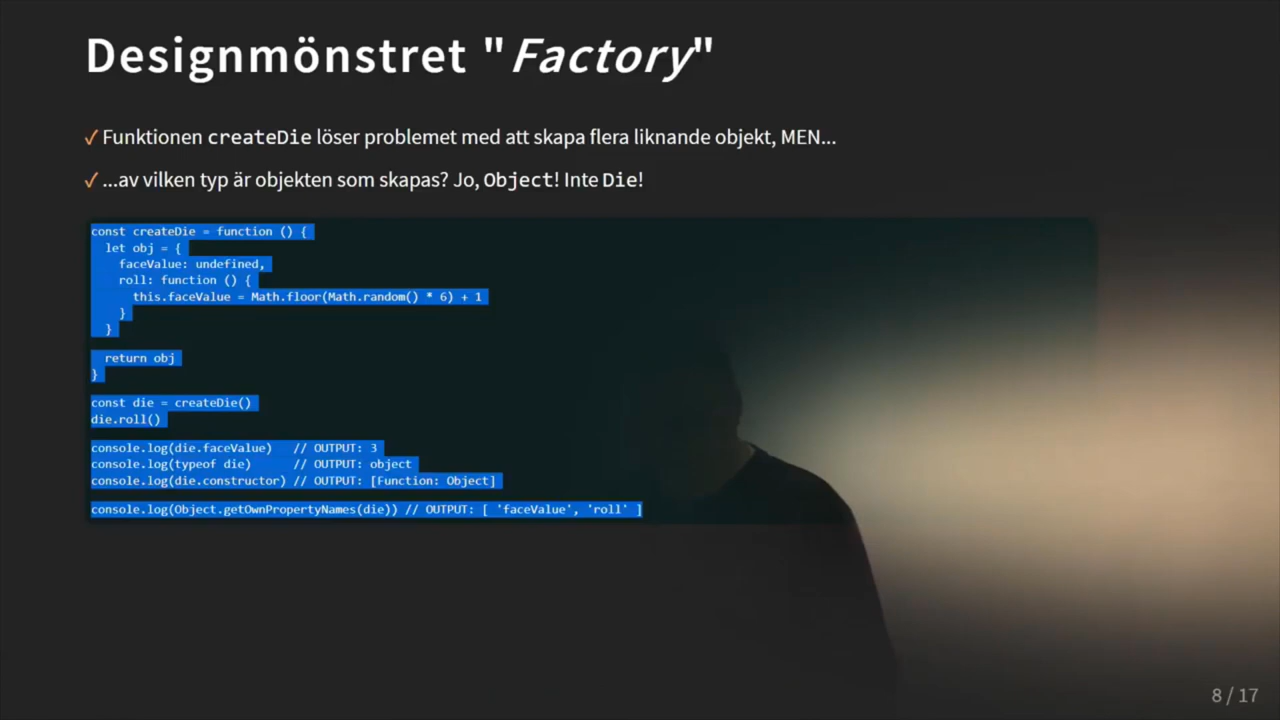 Designmönstret "Factory"
✓ Funktionen createDie löser problemet med att skapa flera liknande objekt, MEN...
✓ ...av vilken typ är objekten som skapas? Jo, Object! Inte Die!
const createDie = function () {
  let obj = {
    faceValue: undefined,
    roll: function () {
      this.faceValue = Math.floor(Math.random() * 6) + 1
    }
  }
  return obj
}
const die = createDie()
die.roll()
console.log(die.faceValue)   // OUTPUT: 3
console.log(typeof die)      // OUTPUT: object
console.log(die.constructor) // OUTPUT: [Function: Object]
console.log(Object.getOwnPropertyNames(die)) // OUTPUT: [ 'faceValue', 'roll' ]
8 / 17